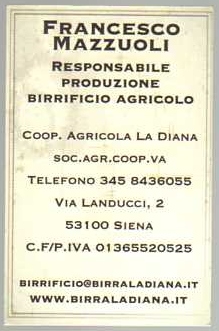 Francesco
Mazzuoli
Responsabile
produzione
birrificio agricolo
Coop. Agricola La Diana
soc.agr.coop.va
Telefono 345 8436055
Via Landucci, 2
53100 Siena
C.F/P.IVA 01365520525
birrificio@birraladiana.it
www.birraladiana.it